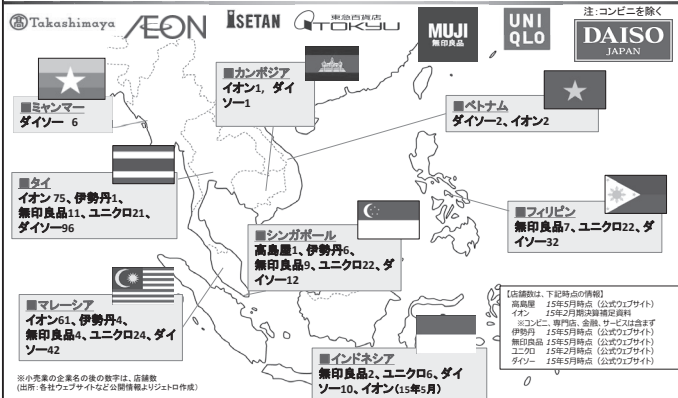 Takashimaya
ÆON
ISETAN
東急百貨店
TOKYU
MUJI
無印良品
UNI
QLO
注：コンビニを除く
DAISO
JAPAN
■カンボジア
イオン1, ダイ
ソー1
■ミャンマー
ダイソー 6
■ベトナム
ダイソー2、イオン2
■タイ
イオン 75、伊勢丹1、
無印良品11、ユニクロ21、
ダイソー96
■フィリピン
無印良品7、ユニクロ22、ダ
イソー32
■シンガポール
高島屋1、伊勢丹6、
無印良品9、ユニクロ22、ダ
イソー12
■マレーシア
イオン61、伊勢丹4、
無印良品4、ユニクロ24、ダイ
ソー42
■インドネシア
無印良品2、ユニクロ6、ダイ
ソー10、イオン（15年5月）
【店舗数は、下記時点の情報】
高島屋 15年5月時点（公式ウェブサイト）
イオン 15年2月期決算補足資料
※コンビニ、専門店、金融、サービスは含まず
伊勢丹 15年5月時点（公式ウェブサイト）
無印良品 15年5月時点（公式ウェブサイト）
ユニクロ 15年2月時点（公式ウェブサイト）
ダイソー 15年5月時点（公式ウェブサイト）
※小売業の企業名の後の数字は、店舗数
(出所：各社ウェブサイトなど公開情報よりジェトロ作成）